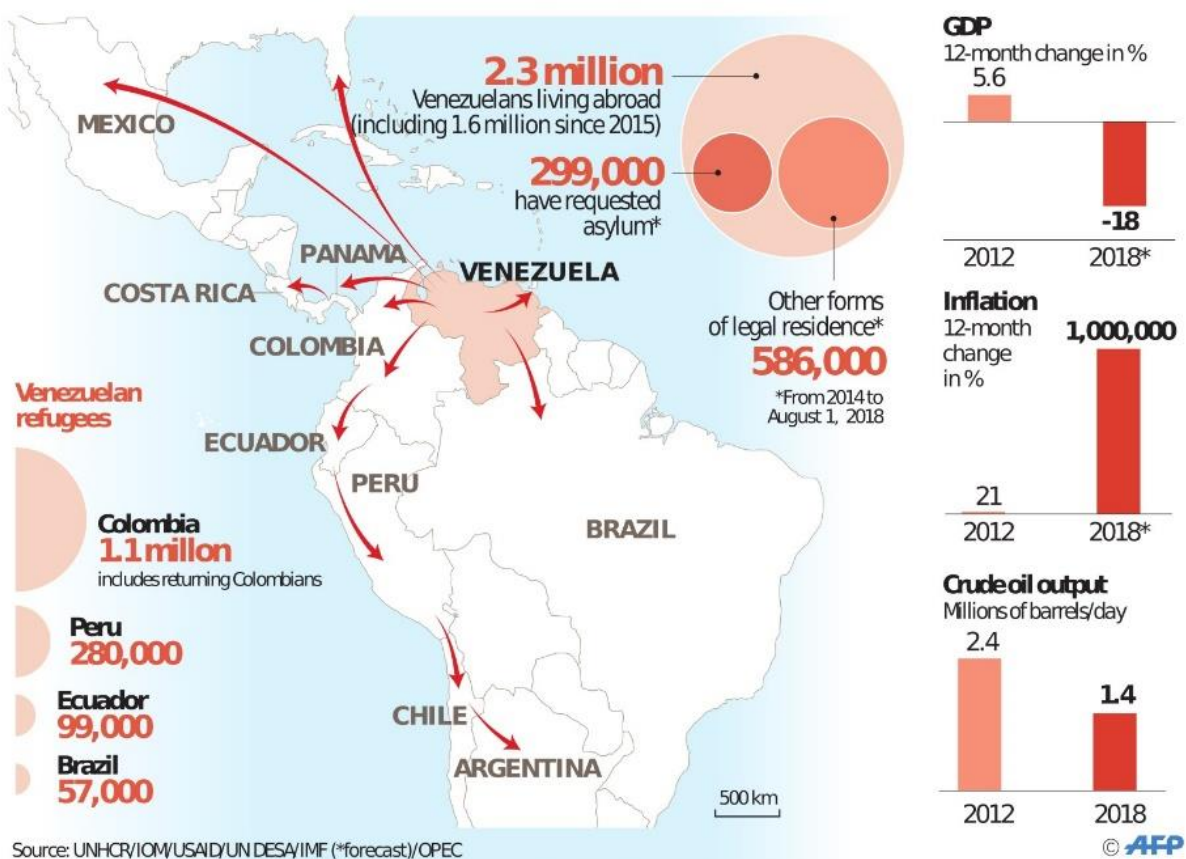 2.3 million
Venezuelans living abroad
(including 1.6 million since 2015)
299,000
have requested
asylum*
Other forms
of legal residence*
586,000
*From 2014 to
August 1, 2018
MEXICO
PANAMA
VENEZUELA
COSTA RICA
COLOMBIA
ECUADOR
PERU
BRAZIL
CHILE
ARGENTINA
500 km
Venezuelan
refugees
Colombia
1.1 millon
includes returning Colombians
Peru
280,000
Ecuador
99,000
Brazil
57,000
GDP
12-month change in %
5.6
-18
2012 2018*
Inflation
12-month
change
in %
1,000,000
21
2012 2018*
Crude oil output
Millions of barrels/day
2.4
1.4
2012 2018
Source: UNHCR/IOM/USAID/UN DESA/IMF (*forecast)/OPEC
© AFP